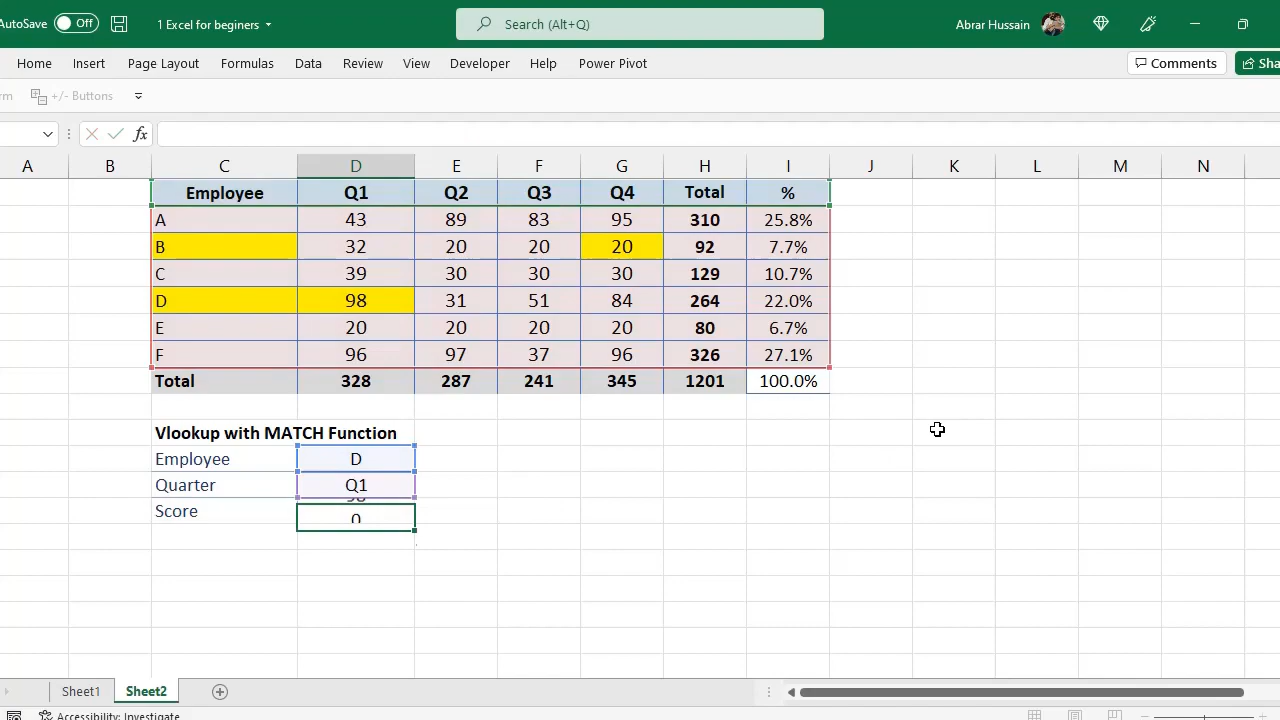 AutoSave Off 1 Excel for beginers Search (Alt+Q) Abrar Hussain
Home Insert Page Layout Formulas Data Review View Developer Help Power Pivot Comments Sha
rm +/- Buttons
fx
A B C D E F G H I J K L M N
Employee Q1 Q2 Q3 Q4 Total %
A 43 89 83 95 310 25.8%
B 32 20 20 20 92 7.7%
C 39 30 30 30 129 10.7%
D 98 31 51 84 264 22.0%
E 20 20 20 20 80 6.7%
F 96 97 37 96 326 27.1%
Total 328 287 241 345 1201 100.0%
Vlookup with MATCH Function
Employee D
Quarter Q1
Score 0
Sheet1 Sheet2
Accessibility: Investigate